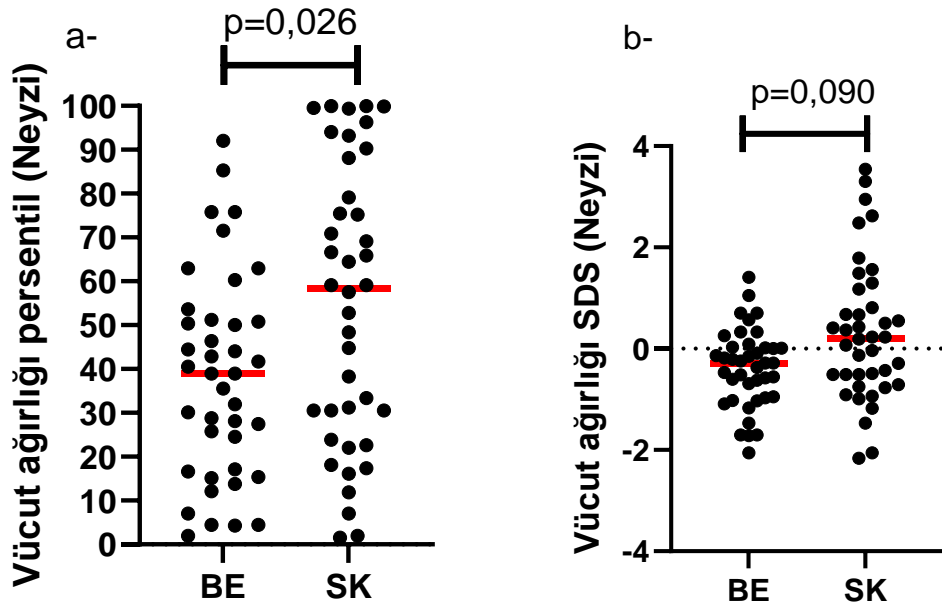 a-
p=0,026
Vücut ağırlığı persentil (Neyzi)
100
90
80
70
60
50
40
30
20
10
0
BE
SK
b-
p=0,090
Vücut ağırlığı SDS (Neyzi)
4
2
0
-2
-4
BE
SK